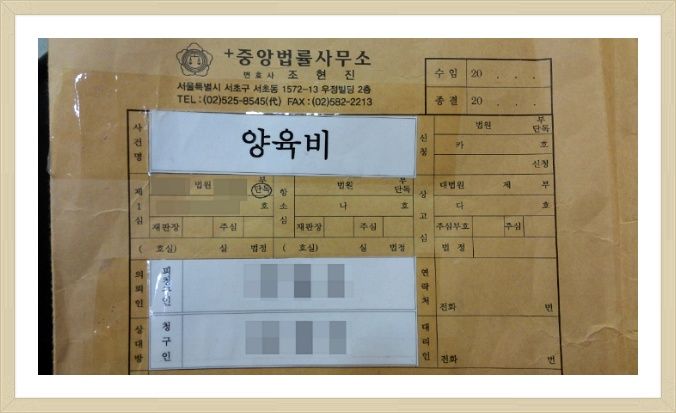 +중앙법률사무소
변호사 조현진
서울특별시 서초구 서초동 1572-13 우정빌딩 2층
TEL:(02)525-8545(代) FAX:(02)582-2213
수임 20 . . .
종결 20 . . .
사건명 양육비
신청 법원 부 단독
카 호
신청
제1심 법원 부 단독
호
재판장 주심
( 호실) 실 법정
항소심 법원 부 단독
나 호
재판장 주심
( 호실) 실 법정
상고심 대법원 제 부
다 호
주심부호 주심
법정
의뢰인 피청구인
연락처 전화 번
상대방 청구인
대리인 전화 번